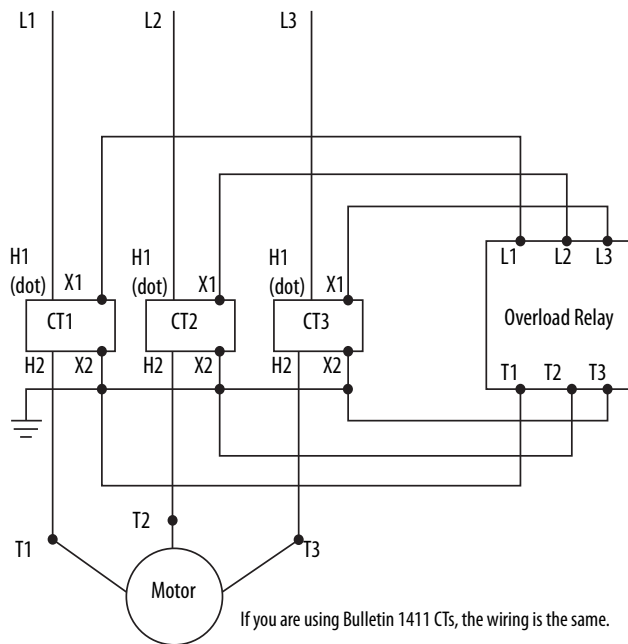 L1 L2 L3
H1
(dot) X1
H1
(dot) X1
H1
(dot) X1
L1 L2 L3
CT1 CT2 CT3
Overload Relay
H2 X2 H2 X2 H2 X2
T1 T2 T3
T1 T2 T3
Motor
If you are using Bulletin 1411 CTs, the wiring is the same.